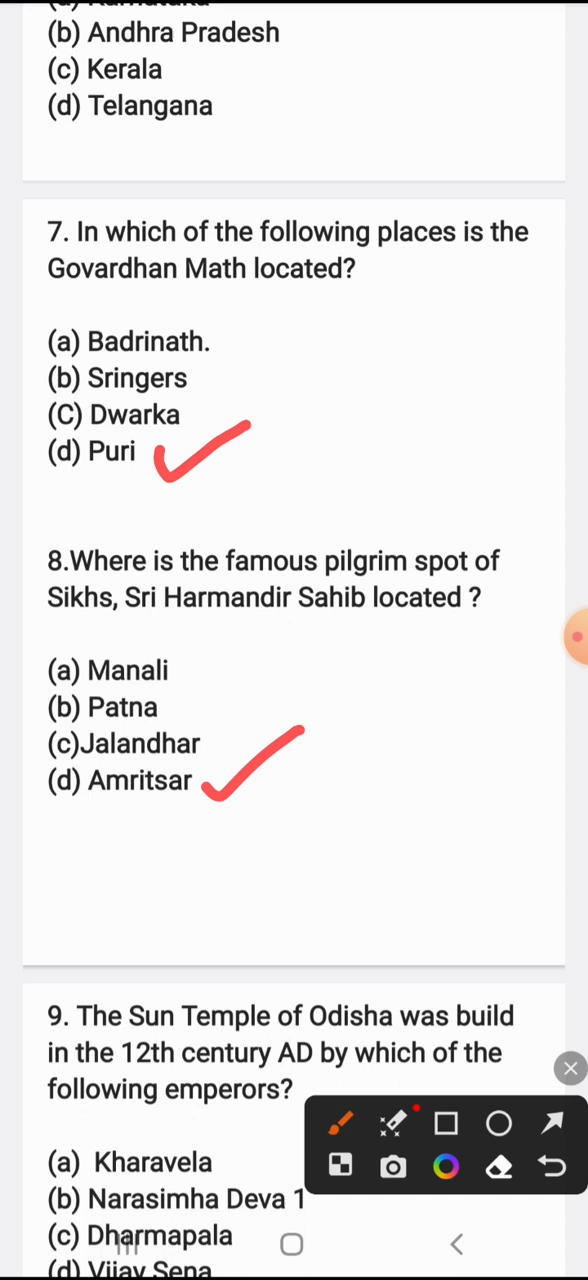 (b) Andhra Pradesh
(c) Kerala
(d) Telangana
7. In which of the following places is the
Govardhan Math located?
(a) Badrinath.
(b) Sringers
(C) Dwarka
(d) Puri
8.Where is the famous pilgrim spot of
Sikhs, Sri Harmandir Sahib located ?
(a) Manali
(b) Patna
(c)Jalandhar
(d) Amritsar
9. The Sun Temple of Odisha was build
in the 12th century AD by which of the
following emperors?
(a) Kharavela
(b) Narasimha Deva 1
(c) Dharmapala
(d) Vijay Sena